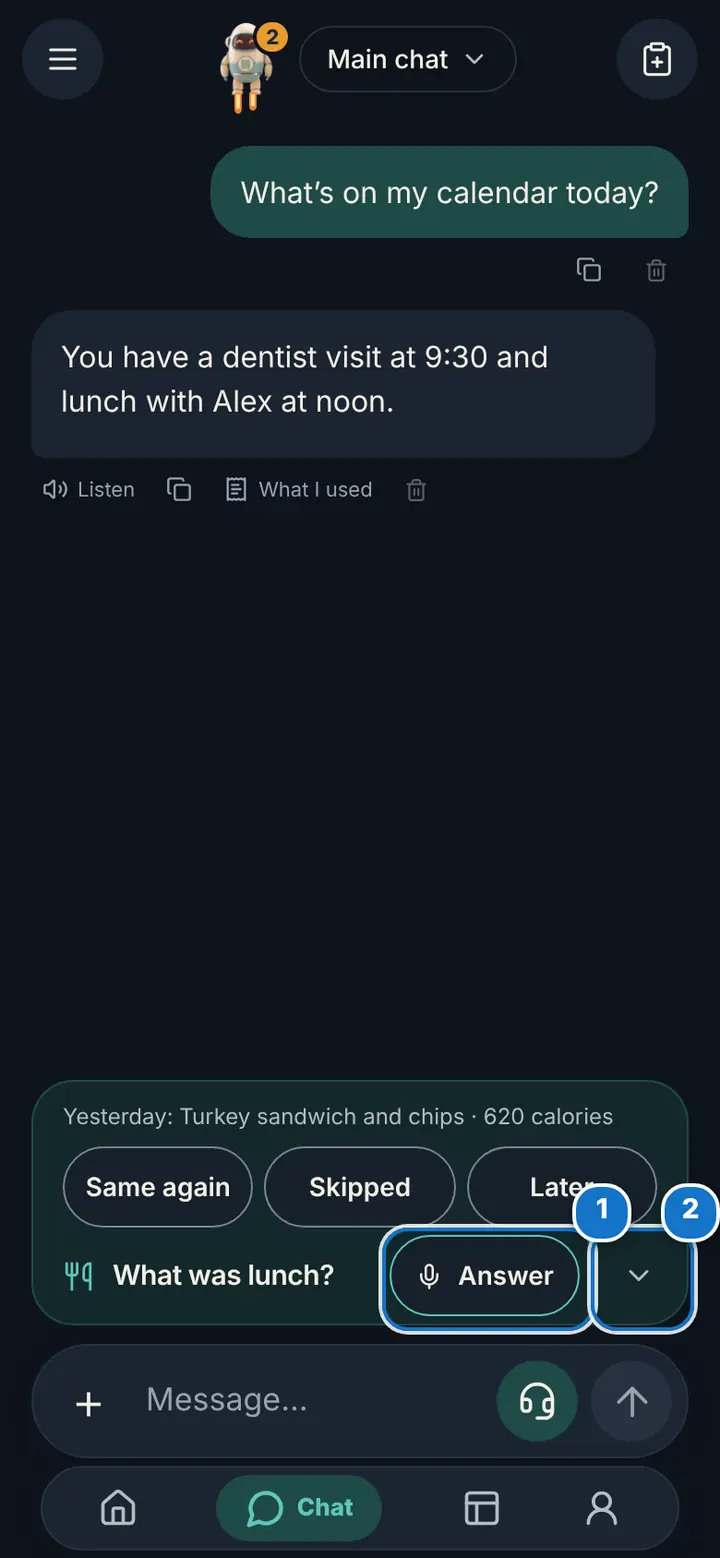 2
Main chat
What’s on my calendar today?
You have a dentist visit at 9:30 and
lunch with Alex at noon.
Listen
What I used
Yesterday: Turkey sandwich and chips · 620 calories
Same again
Skipped
Later
1
2
What was lunch?
Answer
Message...
Chat